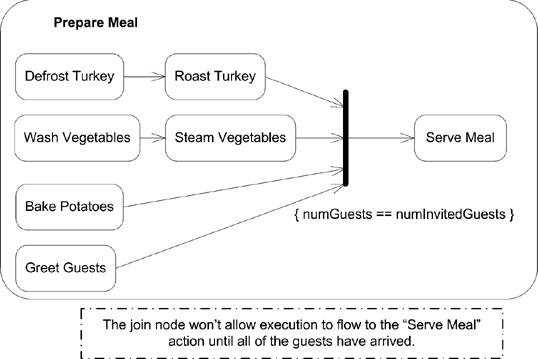 Prepare Meal
Defrost Turkey
Roast Turkey
Wash Vegetables
Steam Vegetables
Serve Meal
Bake Potatoes
{ numGuests == numInvitedGuests }
Greet Guests
The join node won’t allow execution to flow to the “Serve Meal”
action until all of the guests have arrived.